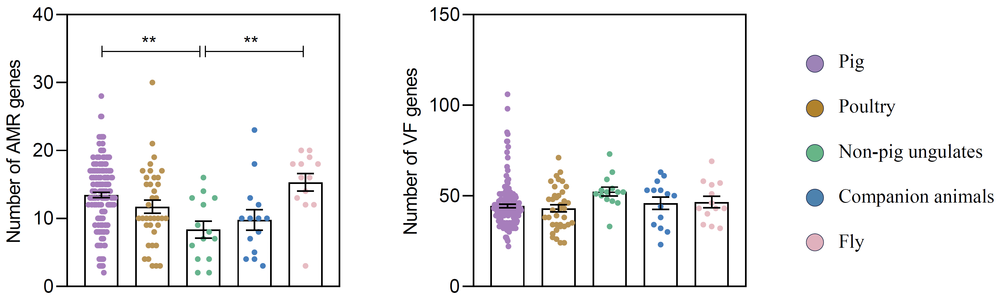 Number of AMR genes
40
30
20
10
0
**
**
Number of VF genes
150
100
50
0
Pig
Poultry
Non-pig ungulates
Companion animals
Fly